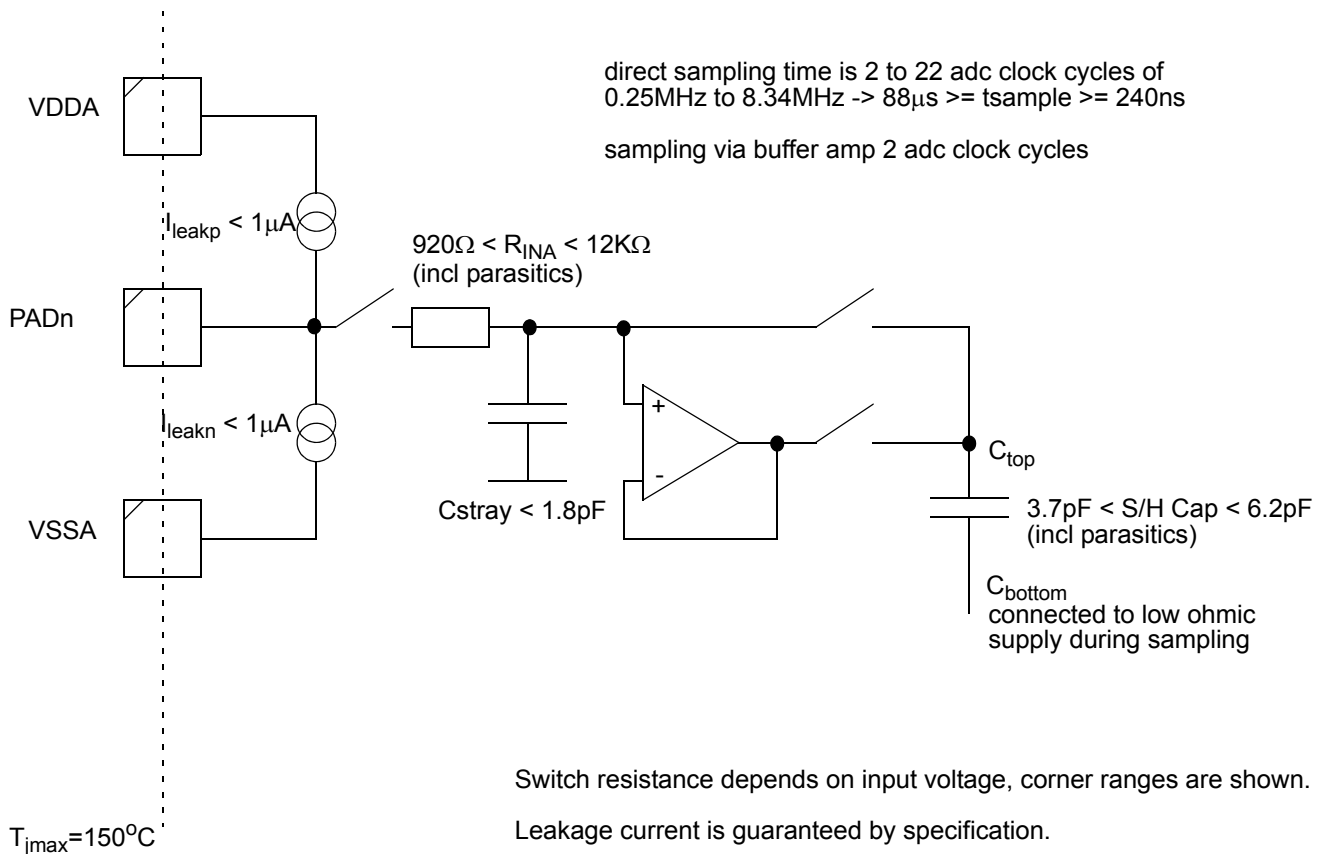 direct sampling time is 2 to 22 adc clock cycles of
0.25MHz to 8.34MHz -> 88μs >= tsample >= 240ns
sampling via buffer amp 2 adc clock cycles
VDDA
Ileakp < 1μA
920Ω < RINA < 12KΩ
(incl parasitics)
PADn
Ileakn < 1μA
+
-
Ctop
Cstray < 1.8pF
3.7pF < S/H Cap < 6.2pF
(incl parasitics)
VSSA
Cbottom
connected to low ohmic
supply during sampling
Switch resistance depends on input voltage, corner ranges are shown.
Leakage current is guaranteed by specification.
Tjmax=150oC